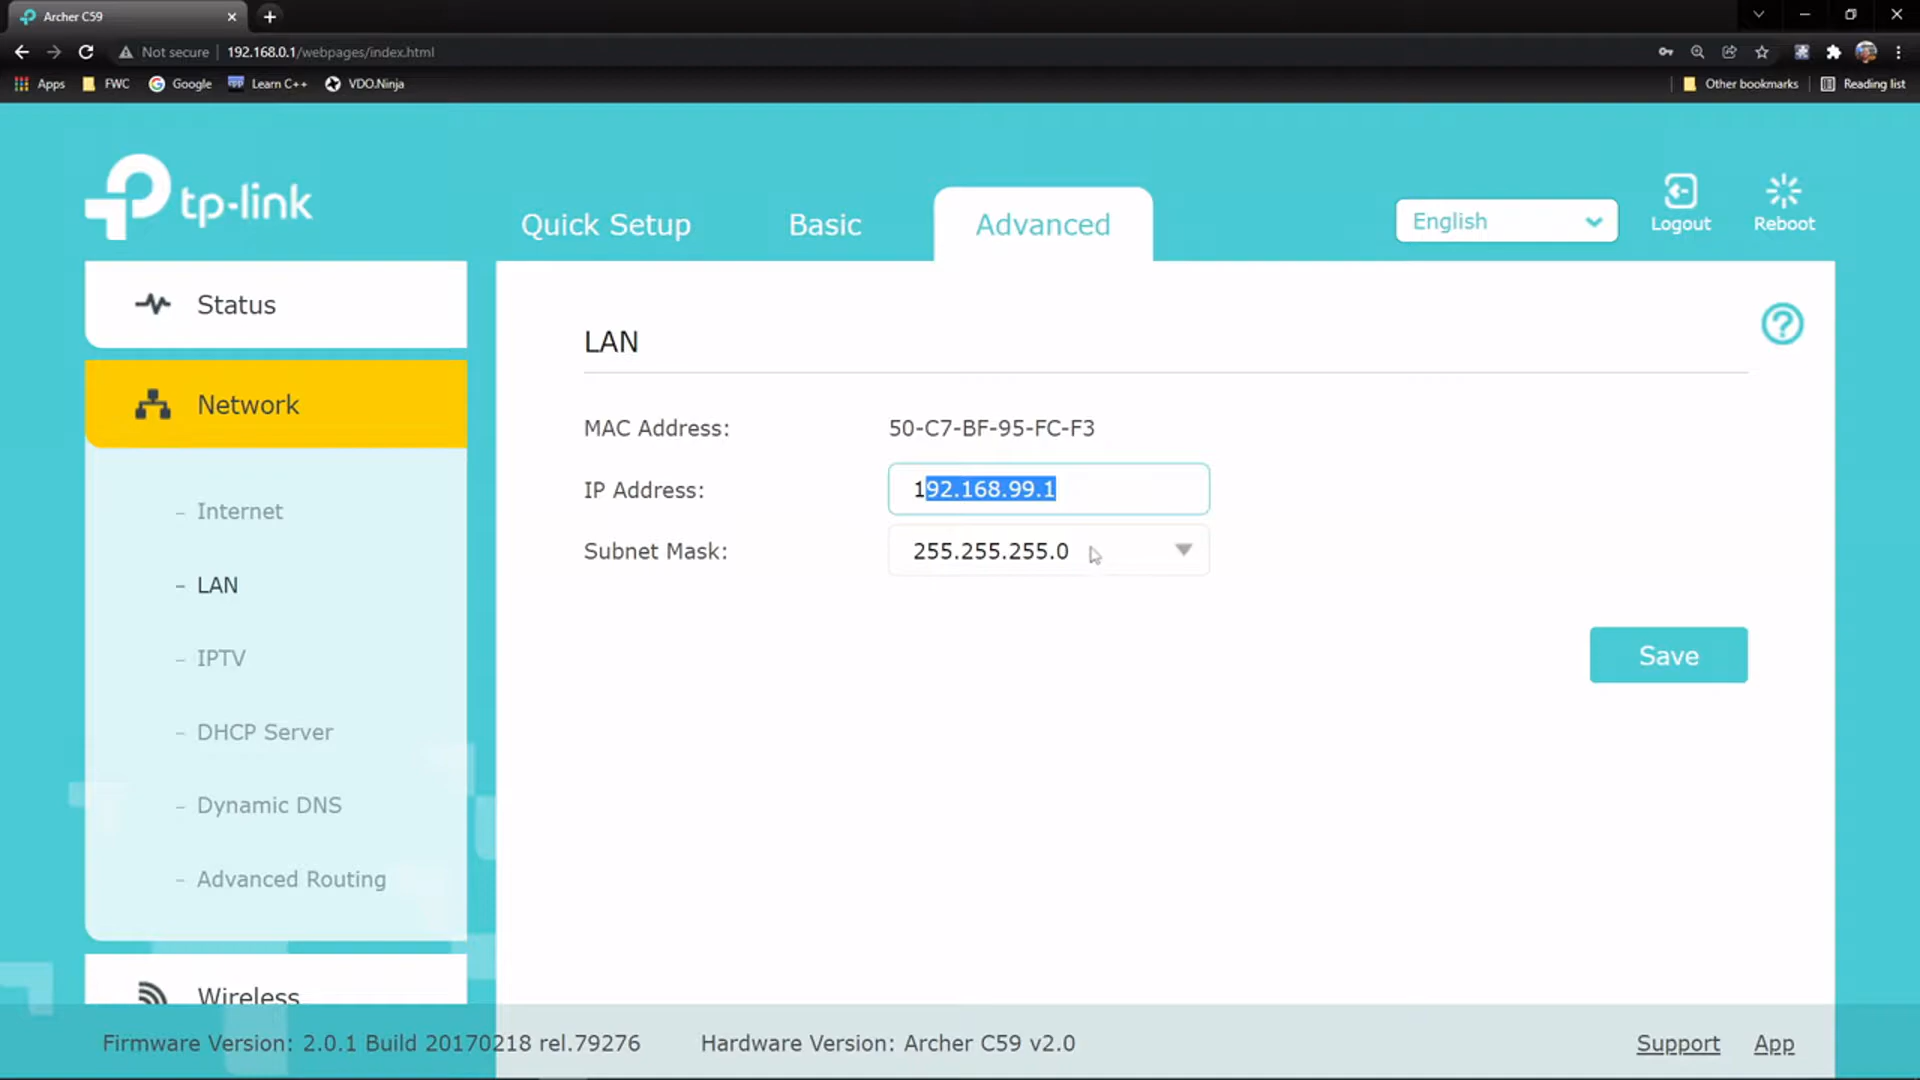 Archer C59
Not secure
192.168.0.1/webpages/index.html
Apps
FWC
Google
Learn C++
VDO.Ninja
Other bookmarks
Reading list
tp-link
Quick Setup
Basic
Advanced
English
Logout
Reboot
Status
Network
- Internet
- LAN
- IPTV
- DHCP Server
- Dynamic DNS
- Advanced Routing
Wireless
LAN
MAC Address: 50-C7-BF-95-FC-F3
IP Address: 192.168.99.1
Subnet Mask: 255.255.255.0
Save
Firmware Version: 2.0.1 Build 20170218 rel.79276
Hardware Version: Archer C59 v2.0
Support
App